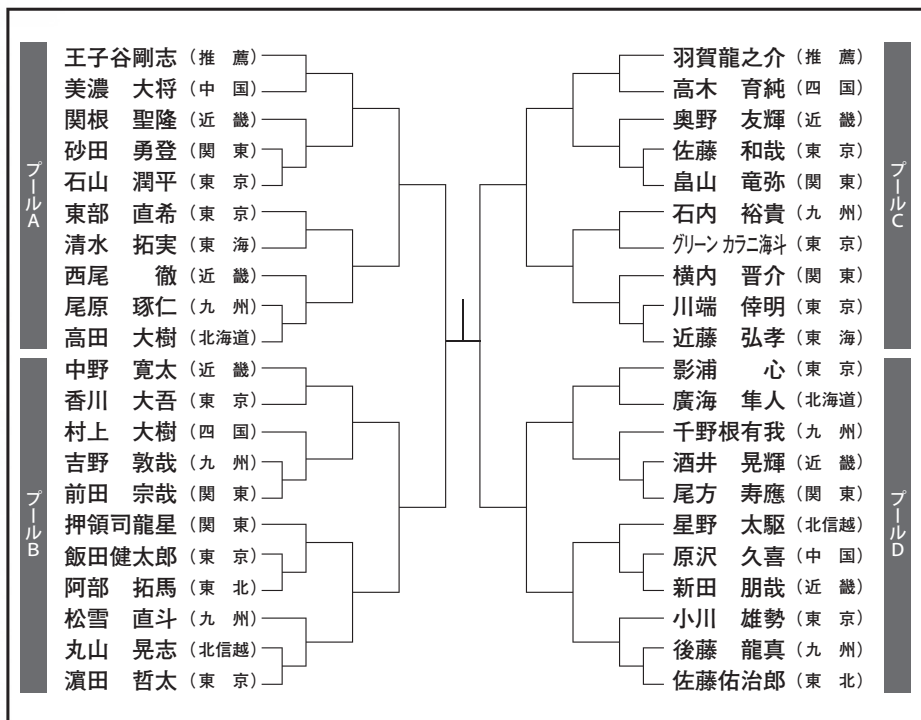 プールA
王子谷剛志（推　薦）
美濃　大将（中　国）
関根　聖隆（近　畿）
砂田　勇登（関　東）
石山　潤平（東　京）
東部　直希（東　京）
清水　拓実（東　海）
西尾　　徹（近　畿）
尾原　琢仁（九　州）
高田　大樹（北海道）
プールB
中野　寛太（近　畿）
香川　大吾（東　京）
村上　大樹（四　国）
吉野　敦哉（九　州）
前田　宗哉（関　東）
押領司龍星（関　東）
飯田健太郎（東　京）
阿部　拓馬（東　北）
松雪　直斗（九　州）
丸山　晃志（北信越）
濵田　哲太（東　京）
プールC
羽賀龍之介（推　薦）
高木　育純（四　国）
奥野　友輝（近　畿）
佐藤　和哉（東　京）
畠山　竜弥（関　東）
石内　裕貴（九　州）
グリーン カラニ海斗（東　京）
横内　晋介（関　東）
川端　倖明（東　京）
近藤　弘孝（東　海）
プールD
影浦　　心（東　京）
廣海　隼人（北海道）
千野根有我（九　州）
酒井　晃輝（近　畿）
尾方　寿應（関　東）
星野　太駆（北信越）
原沢　久喜（中　国）
新田　朋哉（近　畿）
小川　雄勢（東　京）
後藤　龍真（九　州）
佐藤佑治郎（東　北）